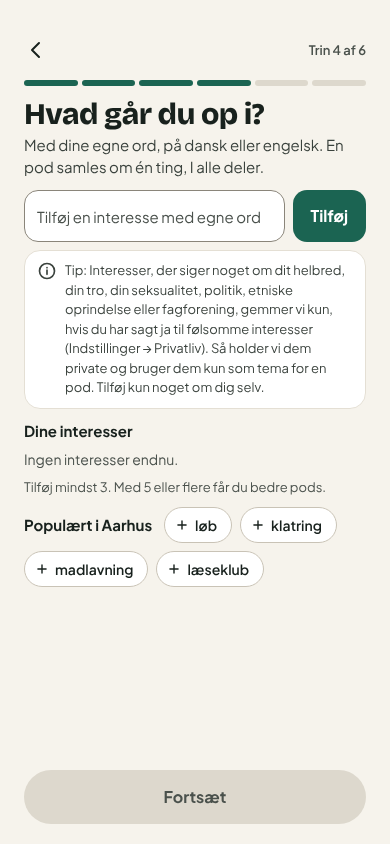 Trin 4 af 6
Hvad går du op i?
Med dine egne ord, på dansk eller engelsk. En
pod samles om én ting, I alle deler.
Tilføj en interesse med egne ord
Tilføj
Tip: Interesser, der siger noget om dit helbred,
din tro, din seksualitet, politik, etniske
oprindelse eller fagforening, gemmer vi kun,
hvis du har sagt ja til følsomme interesser
(Indstillinger → Privatliv). Så holder vi dem
private og bruger dem kun som tema for en
pod. Tilføj kun noget om dig selv.
Dine interesser
Ingen interesser endnu.
Tilføj mindst 3. Med 5 eller flere får du bedre pods.
Populært i Aarhus
+ løb
+ klatring
+ madlavning
+ læseklub
Fortsæt